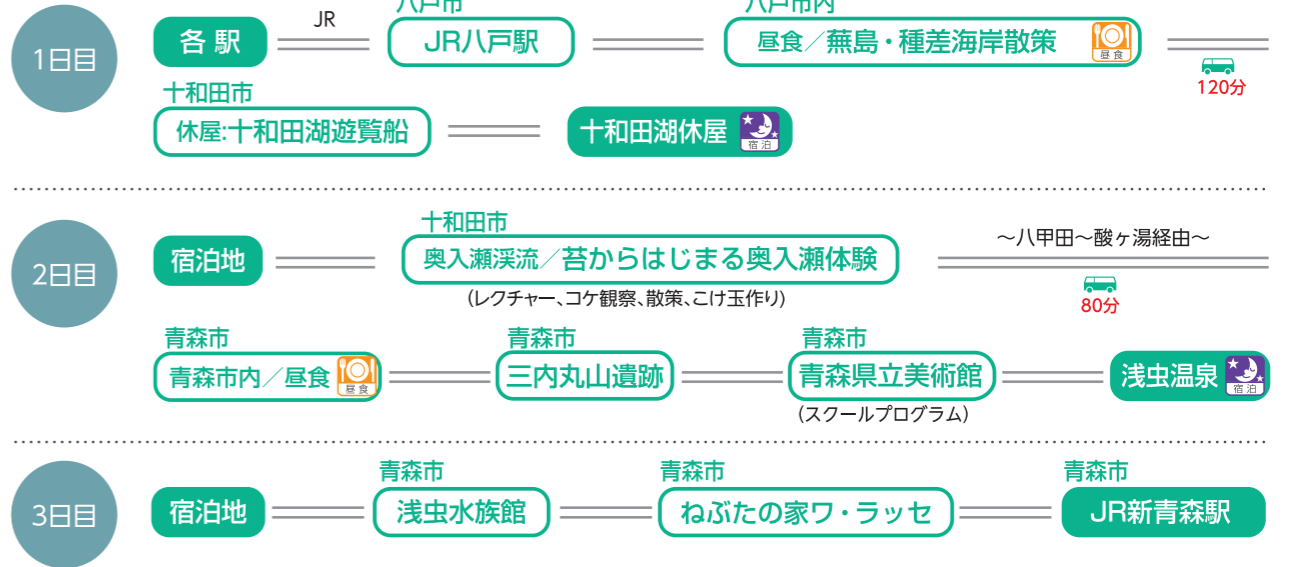 八戸市
八戸市内
1日目
各駅
JR
JR八戸駅
昼食／蕪島・種差海岸散策
昼食
120分
十和田市
休屋:十和田湖遊覧船
十和田湖休屋
宿泊
2日目
宿泊地
十和田市
奥入瀬渓流／苔からはじまる奥入瀬体験
(レクチャー、コケ観察、散策、こけ玉作り)
～八甲田～酸ヶ湯経由～
80分
青森市
青森市内／昼食
昼食
青森市
三内丸山遺跡
青森市
青森県立美術館
(スクールプログラム)
浅虫温泉
宿泊
3日目
宿泊地
青森市
浅虫水族館
青森市
ねぶたの家ワ・ラッセ
青森市
JR新青森駅